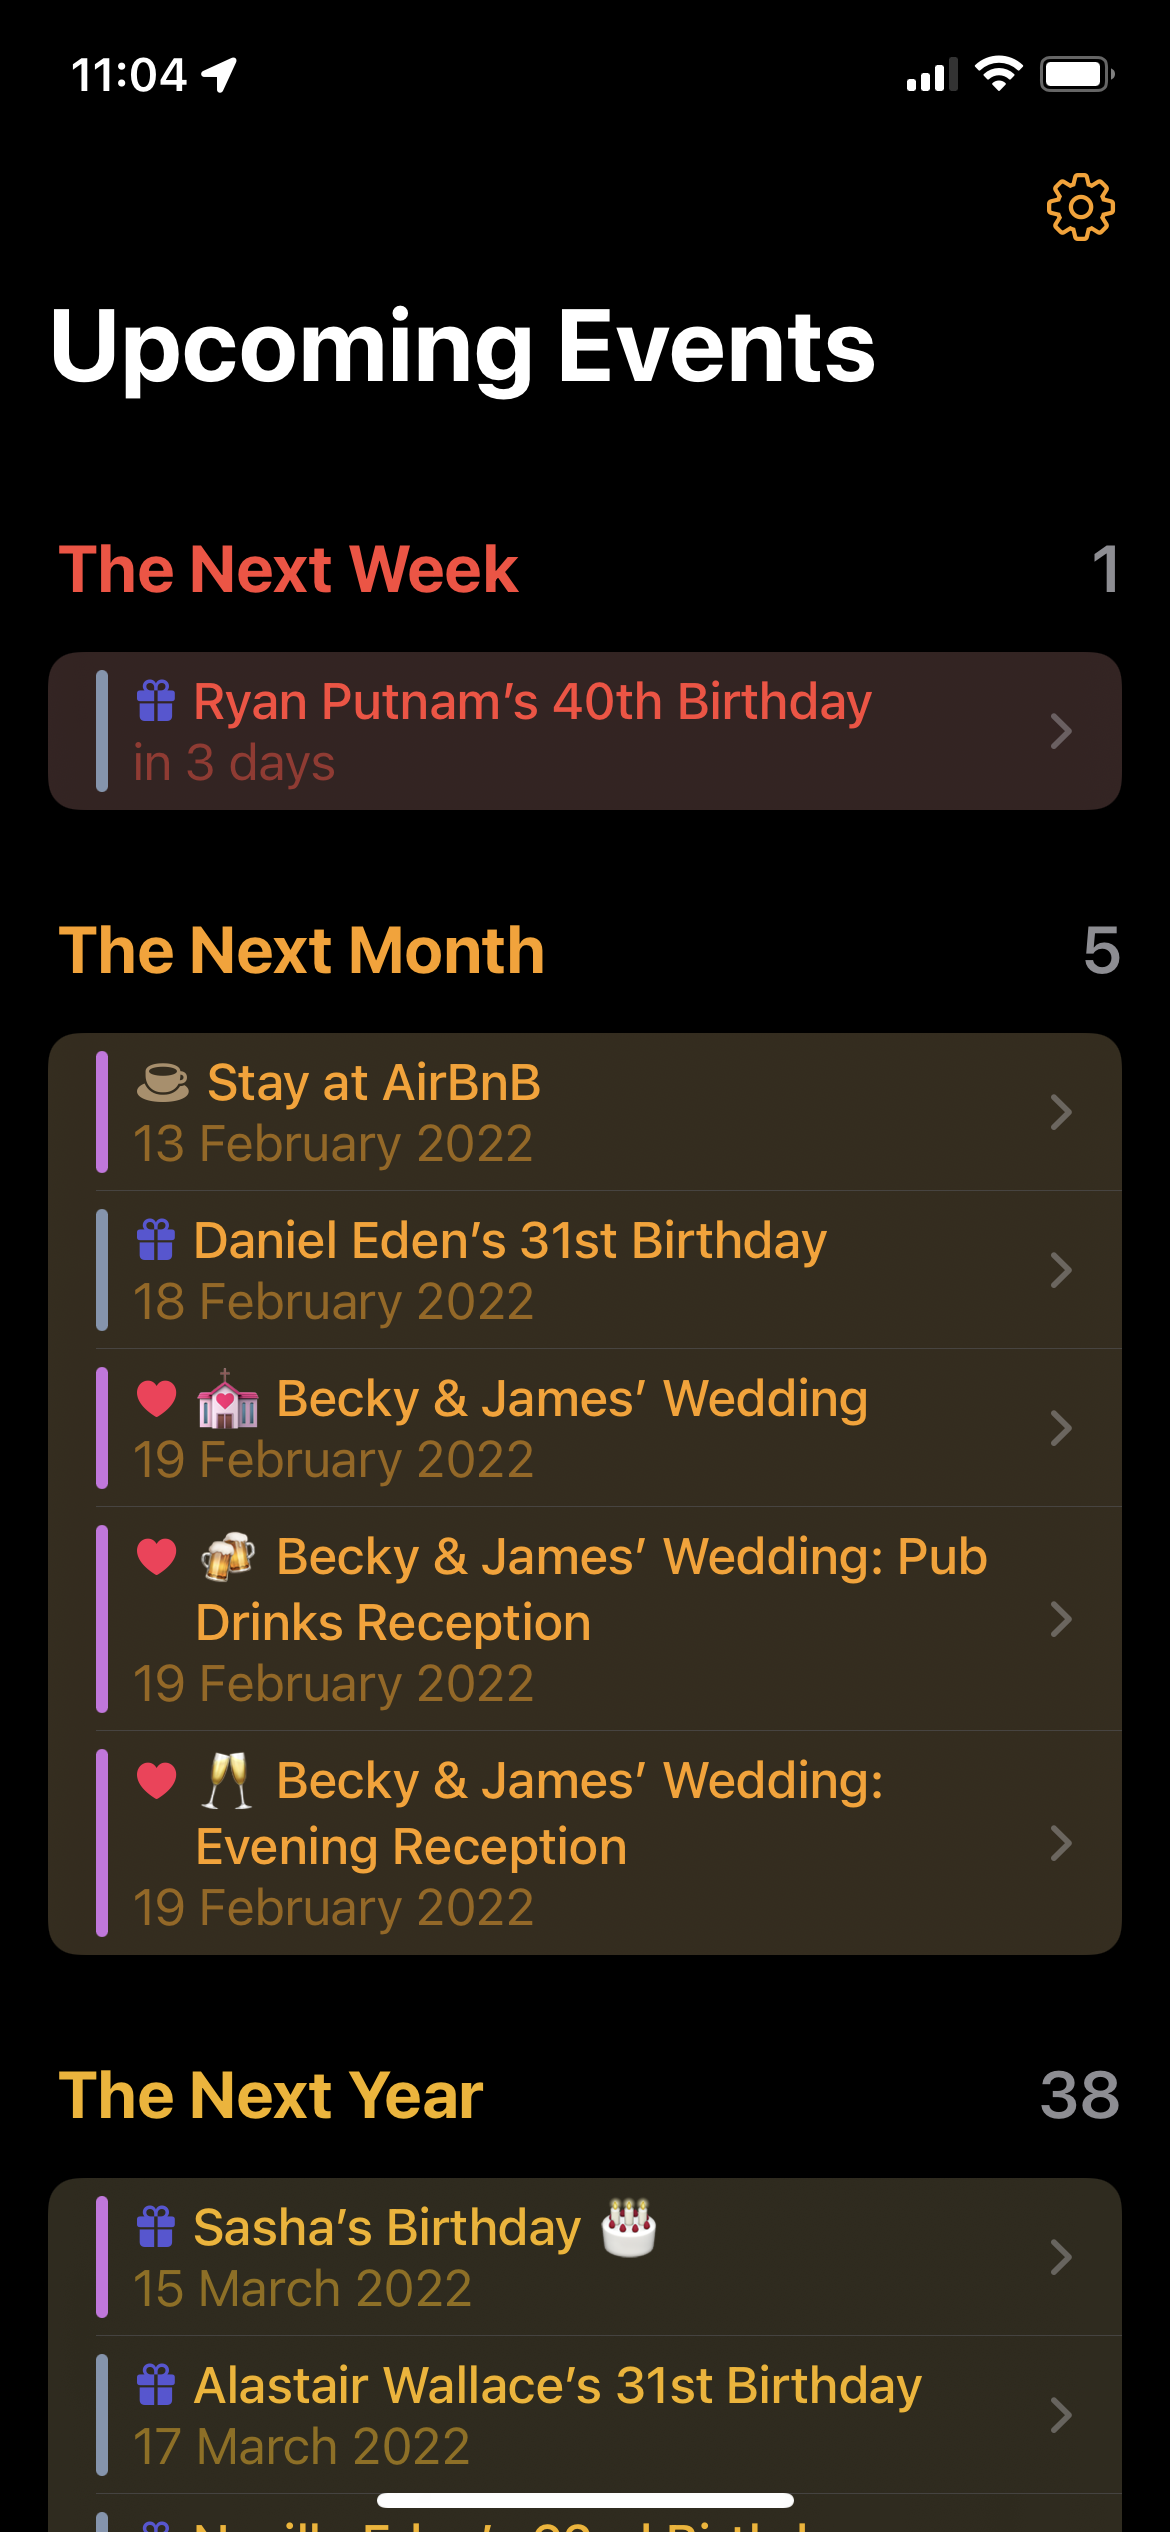 11:04
Upcoming Events
The Next Week 1
Ryan Putnam’s 40th Birthday
in 3 days
The Next Month 5
Stay at AirBnB
13 February 2022
Daniel Eden’s 31st Birthday
18 February 2022
Becky & James’ Wedding
19 February 2022
Becky & James’ Wedding: Pub
Drinks Reception
19 February 2022
Becky & James’ Wedding:
Evening Reception
19 February 2022
The Next Year 38
Sasha’s Birthday
15 March 2022
Alastair Wallace’s 31st Birthday
17 March 2022